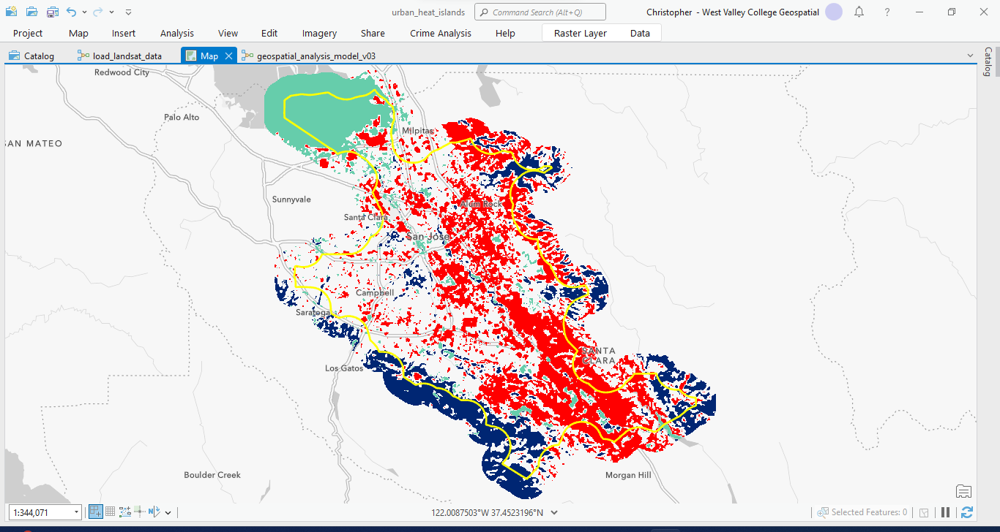 urban_heat_islands
Command Search (Alt+Q)
Christopher - West Valley College Geospatial
?
Project Map Insert Analysis View Edit Imagery Share Crime Analysis Help Raster Layer Data
Catalog load_landsat_data Map geospatial_analysis_model_v03
Catalog
Redwood City
Palo Alto
SAN MATEO
Milpitas
Sunnyvale
Alum Rock
Santa Clara
San Jose
Campbell
Saratoga
SANTA
CLARA
Los Gatos
Boulder Creek
Morgan Hill
1:344,071
N
122.0087503°W 37.4523196°N
Selected Features: 0